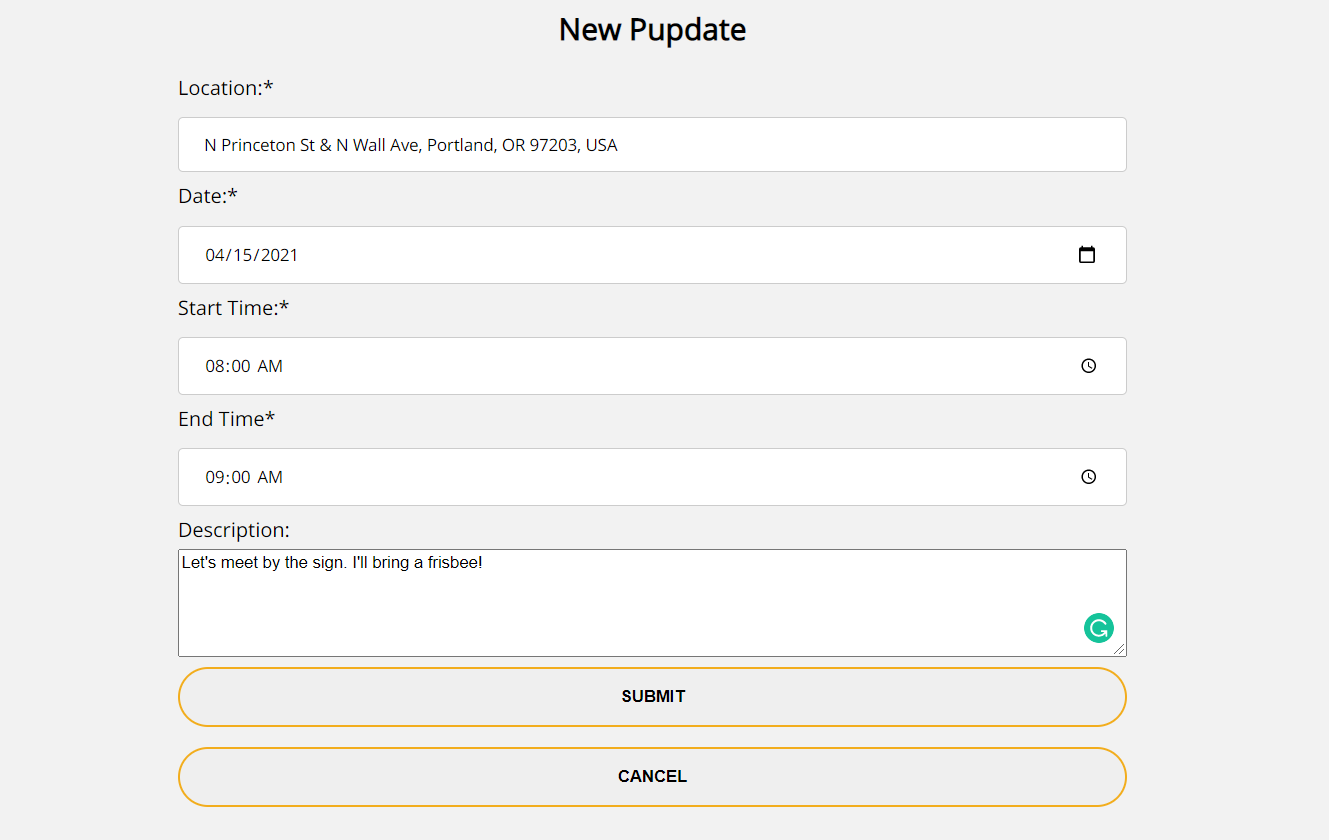 New Pupdate
Location:*
N Princeton St & N Wall Ave, Portland, OR 97203, USA
Date:*
04/15/2021
Start Time:*
08:00 AM
End Time*
09:00 AM
Description:
Let's meet by the sign. I'll bring a frisbee!
SUBMIT
CANCEL